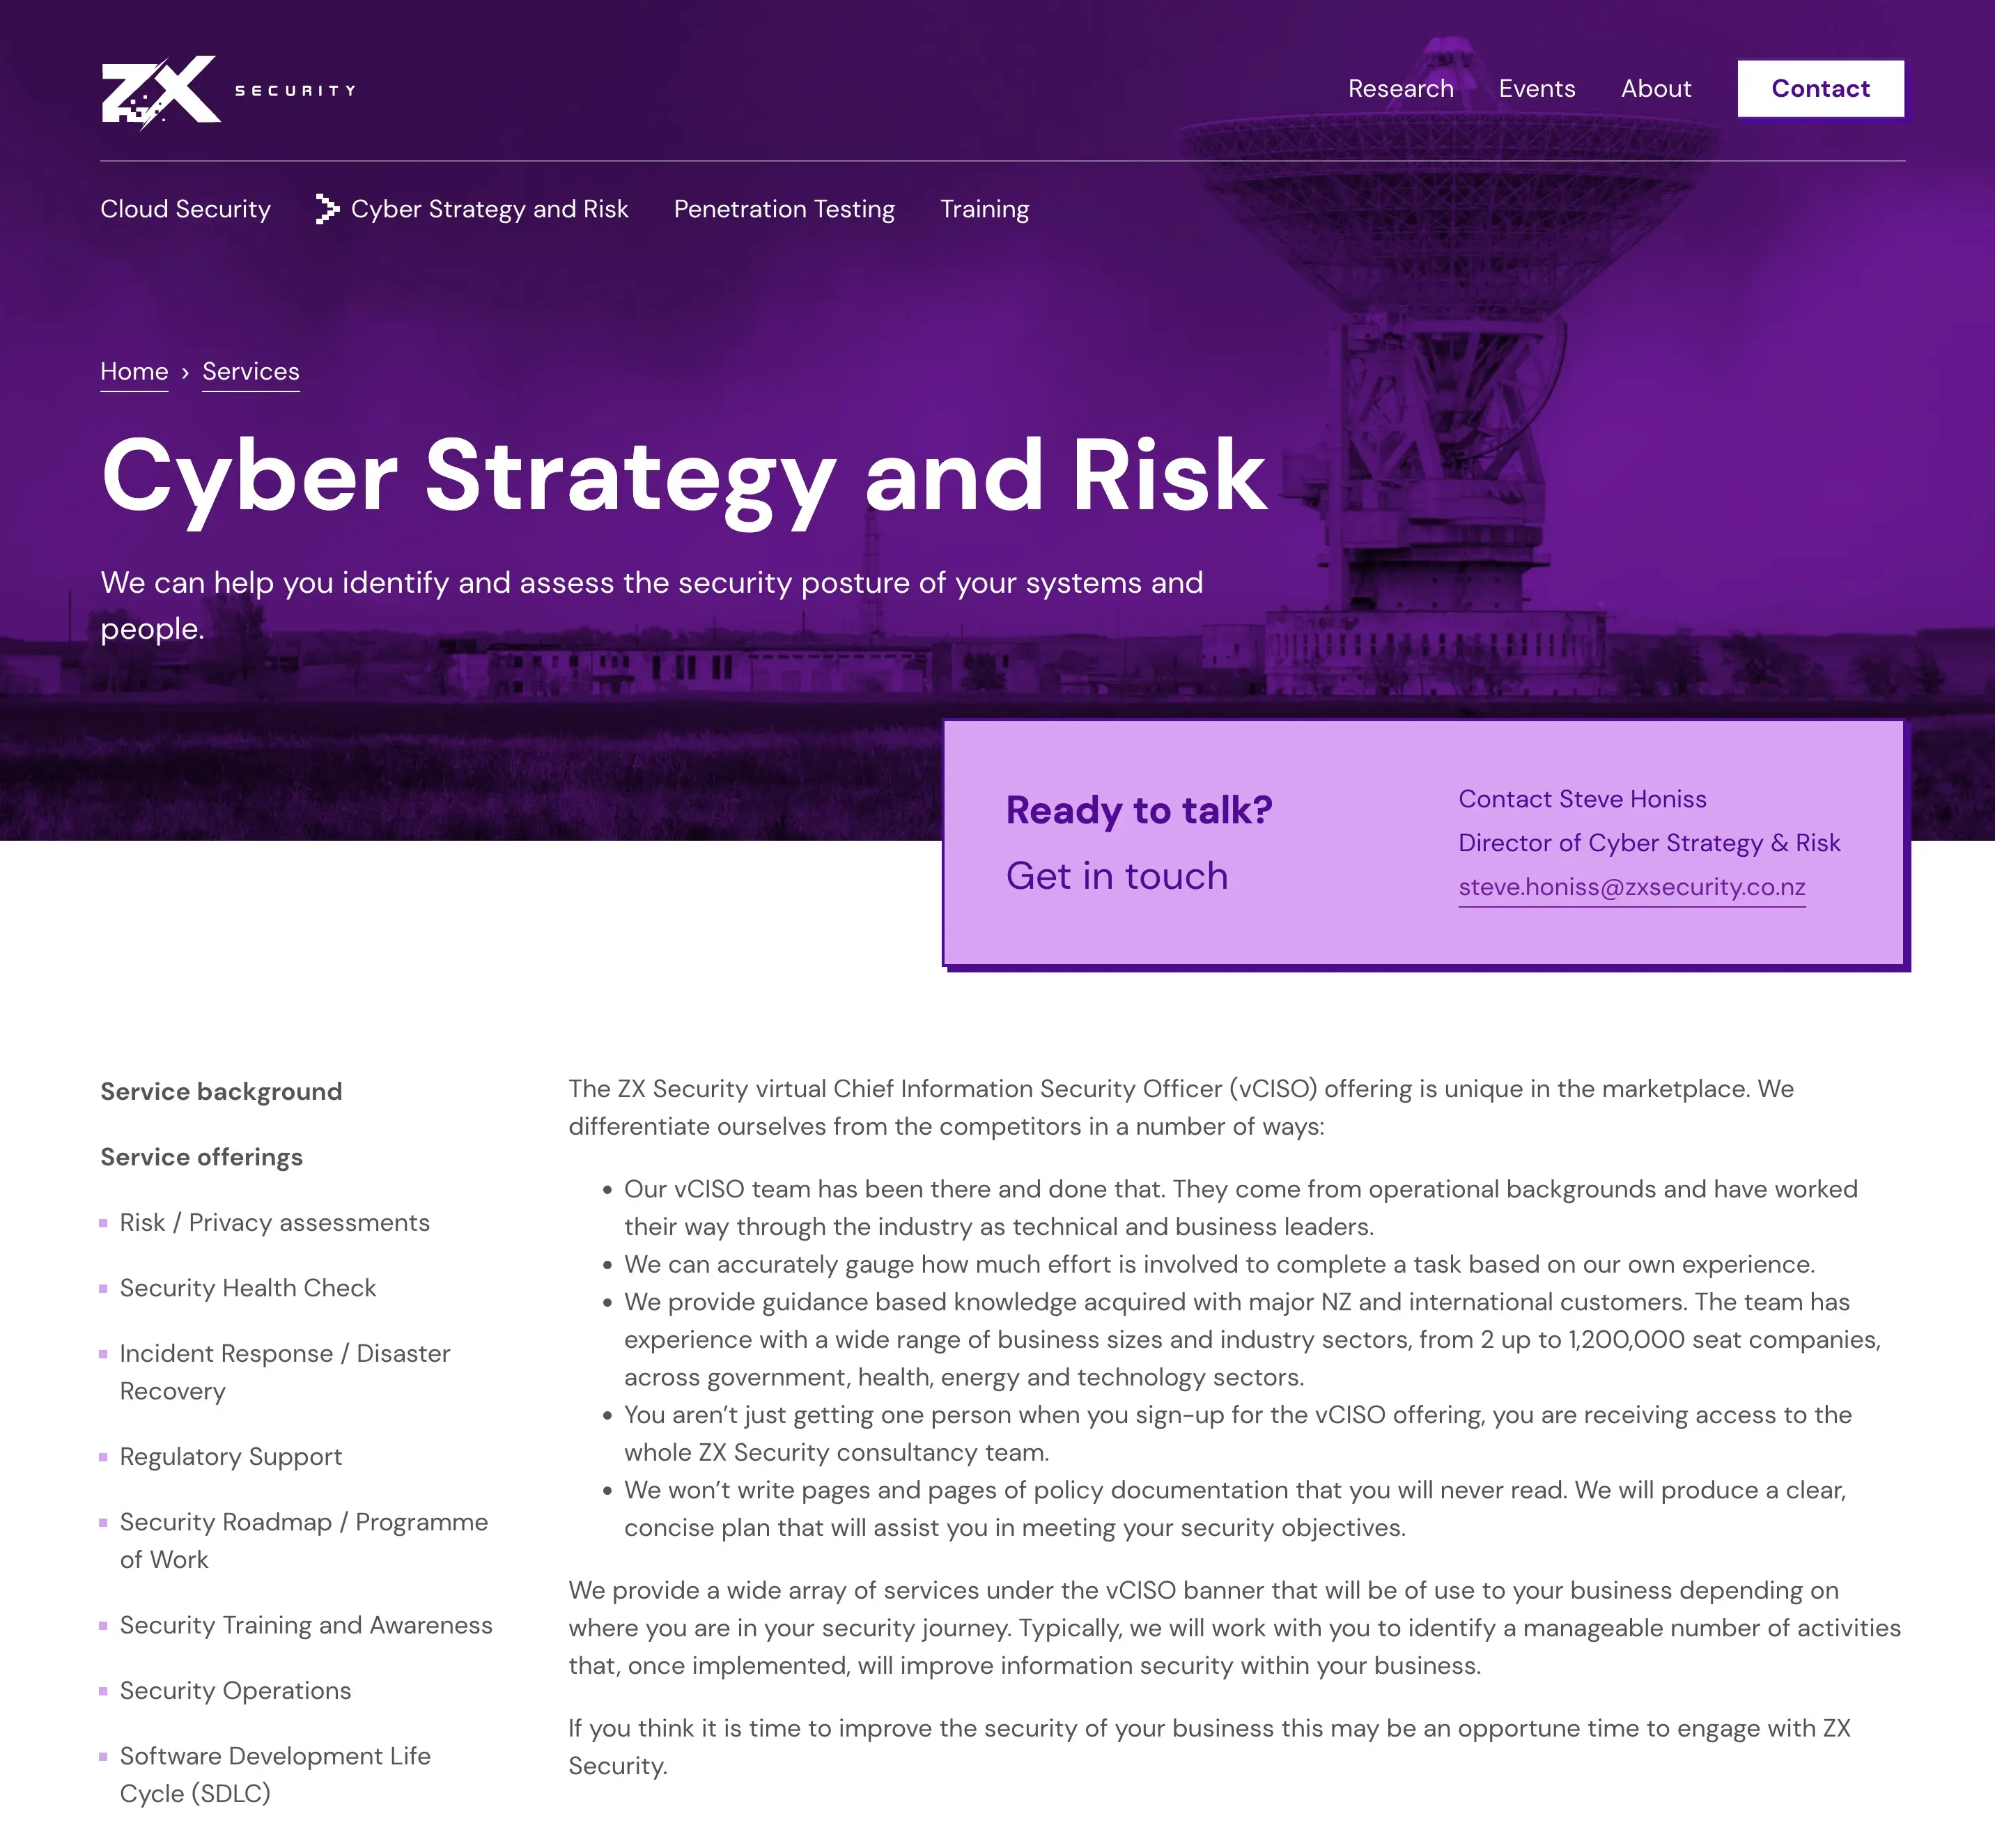 ZX SECURITY
Research Events About Contact
Cloud Security Cyber Strategy and Risk Penetration Testing Training
Home › Services
Cyber Strategy and Risk
We can help you identify and assess the security posture of your systems and
people.
Ready to talk?
Get in touch
Contact Steve Honiss
Director of Cyber Strategy & Risk
steve.honiss@zxsecurity.co.nz
Service background
Service offerings
Risk / Privacy assessments
Security Health Check
Incident Response / Disaster
Recovery
Regulatory Support
Security Roadmap / Programme
of Work
Security Training and Awareness
Security Operations
Software Development Life
Cycle (SDLC)
The ZX Security virtual Chief Information Security Officer (vCISO) offering is unique in the marketplace. We
differentiate ourselves from the competitors in a number of ways:
• Our vCISO team has been there and done that. They come from operational backgrounds and have worked
their way through the industry as technical and business leaders.
• We can accurately gauge how much effort is involved to complete a task based on our own experience.
• We provide guidance based knowledge acquired with major NZ and international customers. The team has
experience with a wide range of business sizes and industry sectors, from 2 up to 1,200,000 seat companies,
across government, health, energy and technology sectors.
• You aren’t just getting one person when you sign-up for the vCISO offering, you are receiving access to the
whole ZX Security consultancy team.
• We won’t write pages and pages of policy documentation that you will never read. We will produce a clear,
concise plan that will assist you in meeting your security objectives.
We provide a wide array of services under the vCISO banner that will be of use to your business depending on
where you are in your security journey. Typically, we will work with you to identify a manageable number of activities
that, once implemented, will improve information security within your business.
If you think it is time to improve the security of your business this may be an opportune time to engage with ZX
Security.